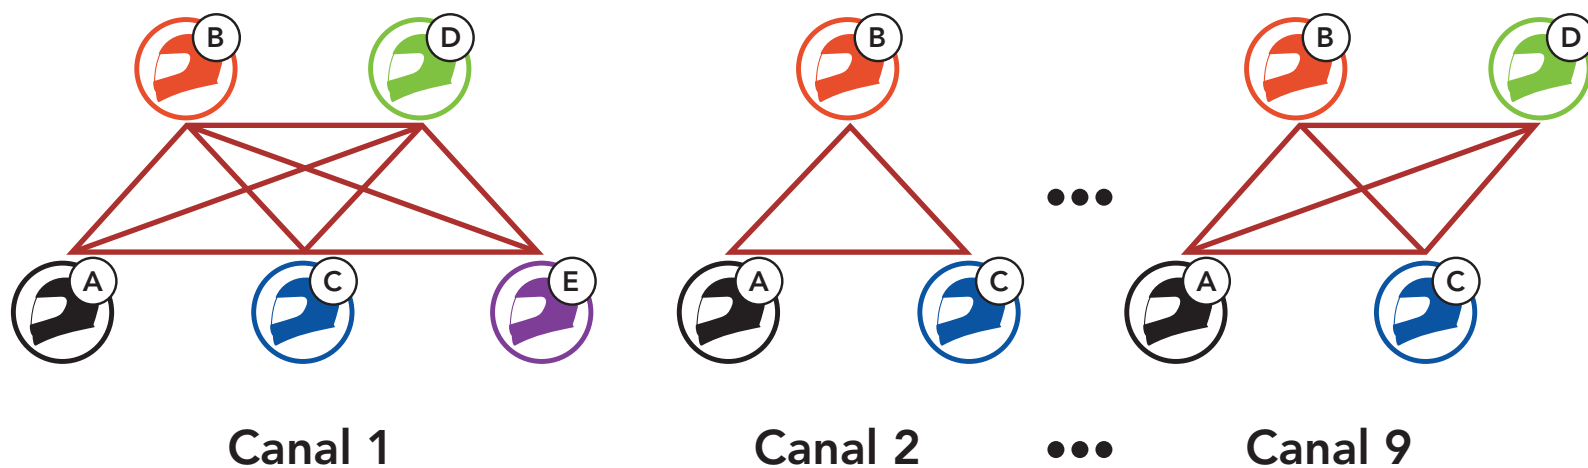 B D B B D
A C E A C A C
Canal 1 Canal 2 ••• Canal 9